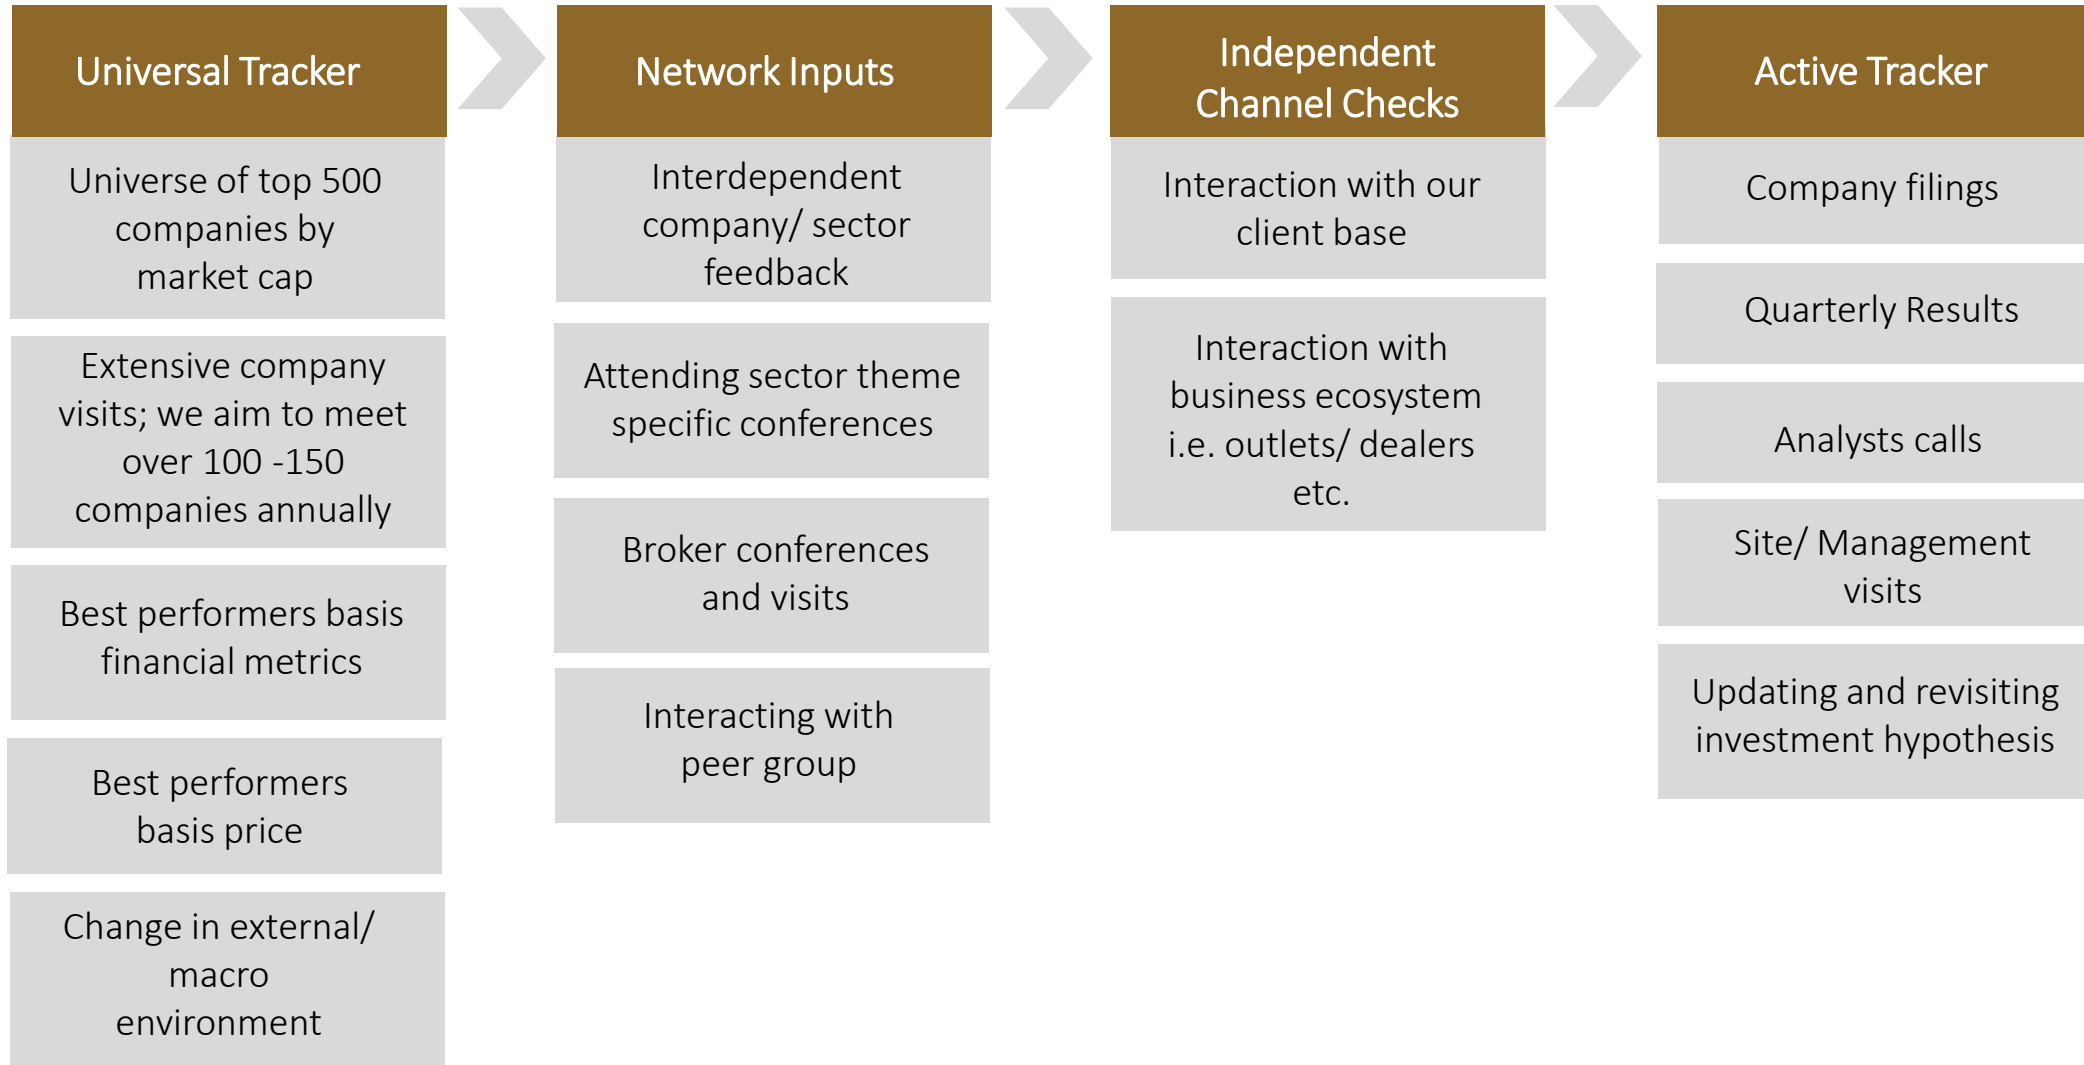 Universal Tracker
Universe of top 500
companies by
market cap
Extensive company
visits; we aim to meet
over 100 -150
companies annually
Best performers basis
financial metrics
Best performers
basis price
Change in external/
macro
environment
Network Inputs
Interdependent
company/ sector
feedback
Attending sector theme
specific conferences
Broker conferences
and visits
Interacting with
peer group
Independent
Channel Checks
Interaction with our
client base
Interaction with
business ecosystem
i.e. outlets/ dealers
etc.
Active Tracker
Company filings
Quarterly Results
Analysts calls
Site/ Management
visits
Updating and revisiting
investment hypothesis